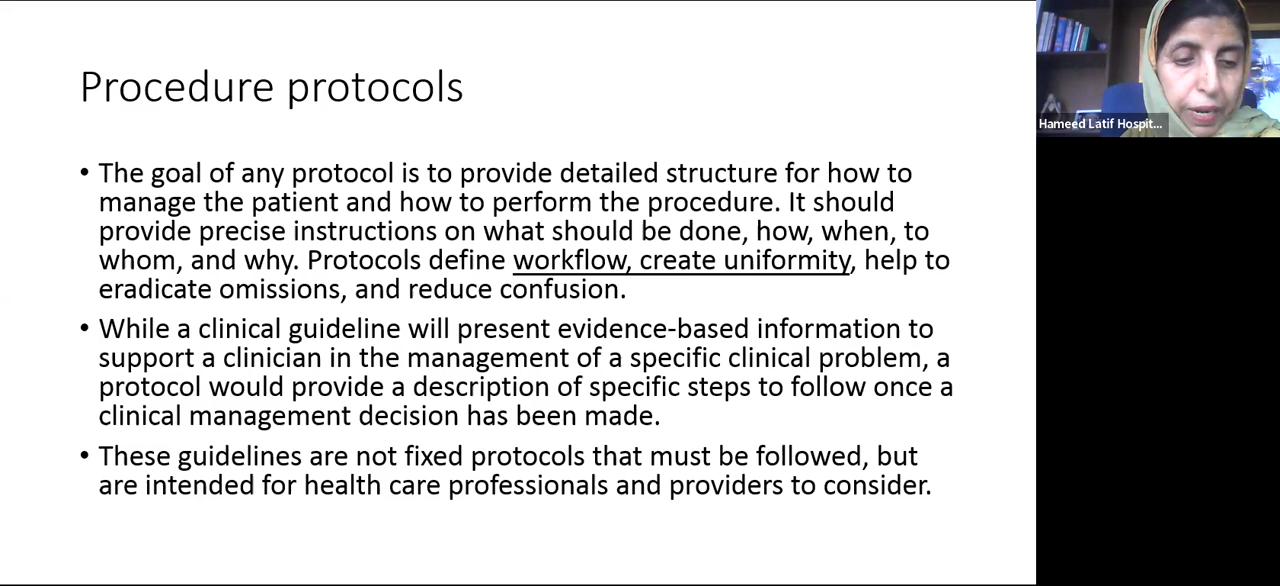 Procedure protocols
• The goal of any protocol is to provide detailed structure for how to
manage the patient and how to perform the procedure. It should
provide precise instructions on what should be done, how, when, to
whom, and why. Protocols define workflow, create uniformity, help to
eradicate omissions, and reduce confusion.
• While a clinical guideline will present evidence-based information to
support a clinician in the management of a specific clinical problem, a
protocol would provide a description of specific steps to follow once a
clinical management decision has been made.
• These guidelines are not fixed protocols that must be followed, but
are intended for health care professionals and providers to consider.
Hameed Latif Hospit...